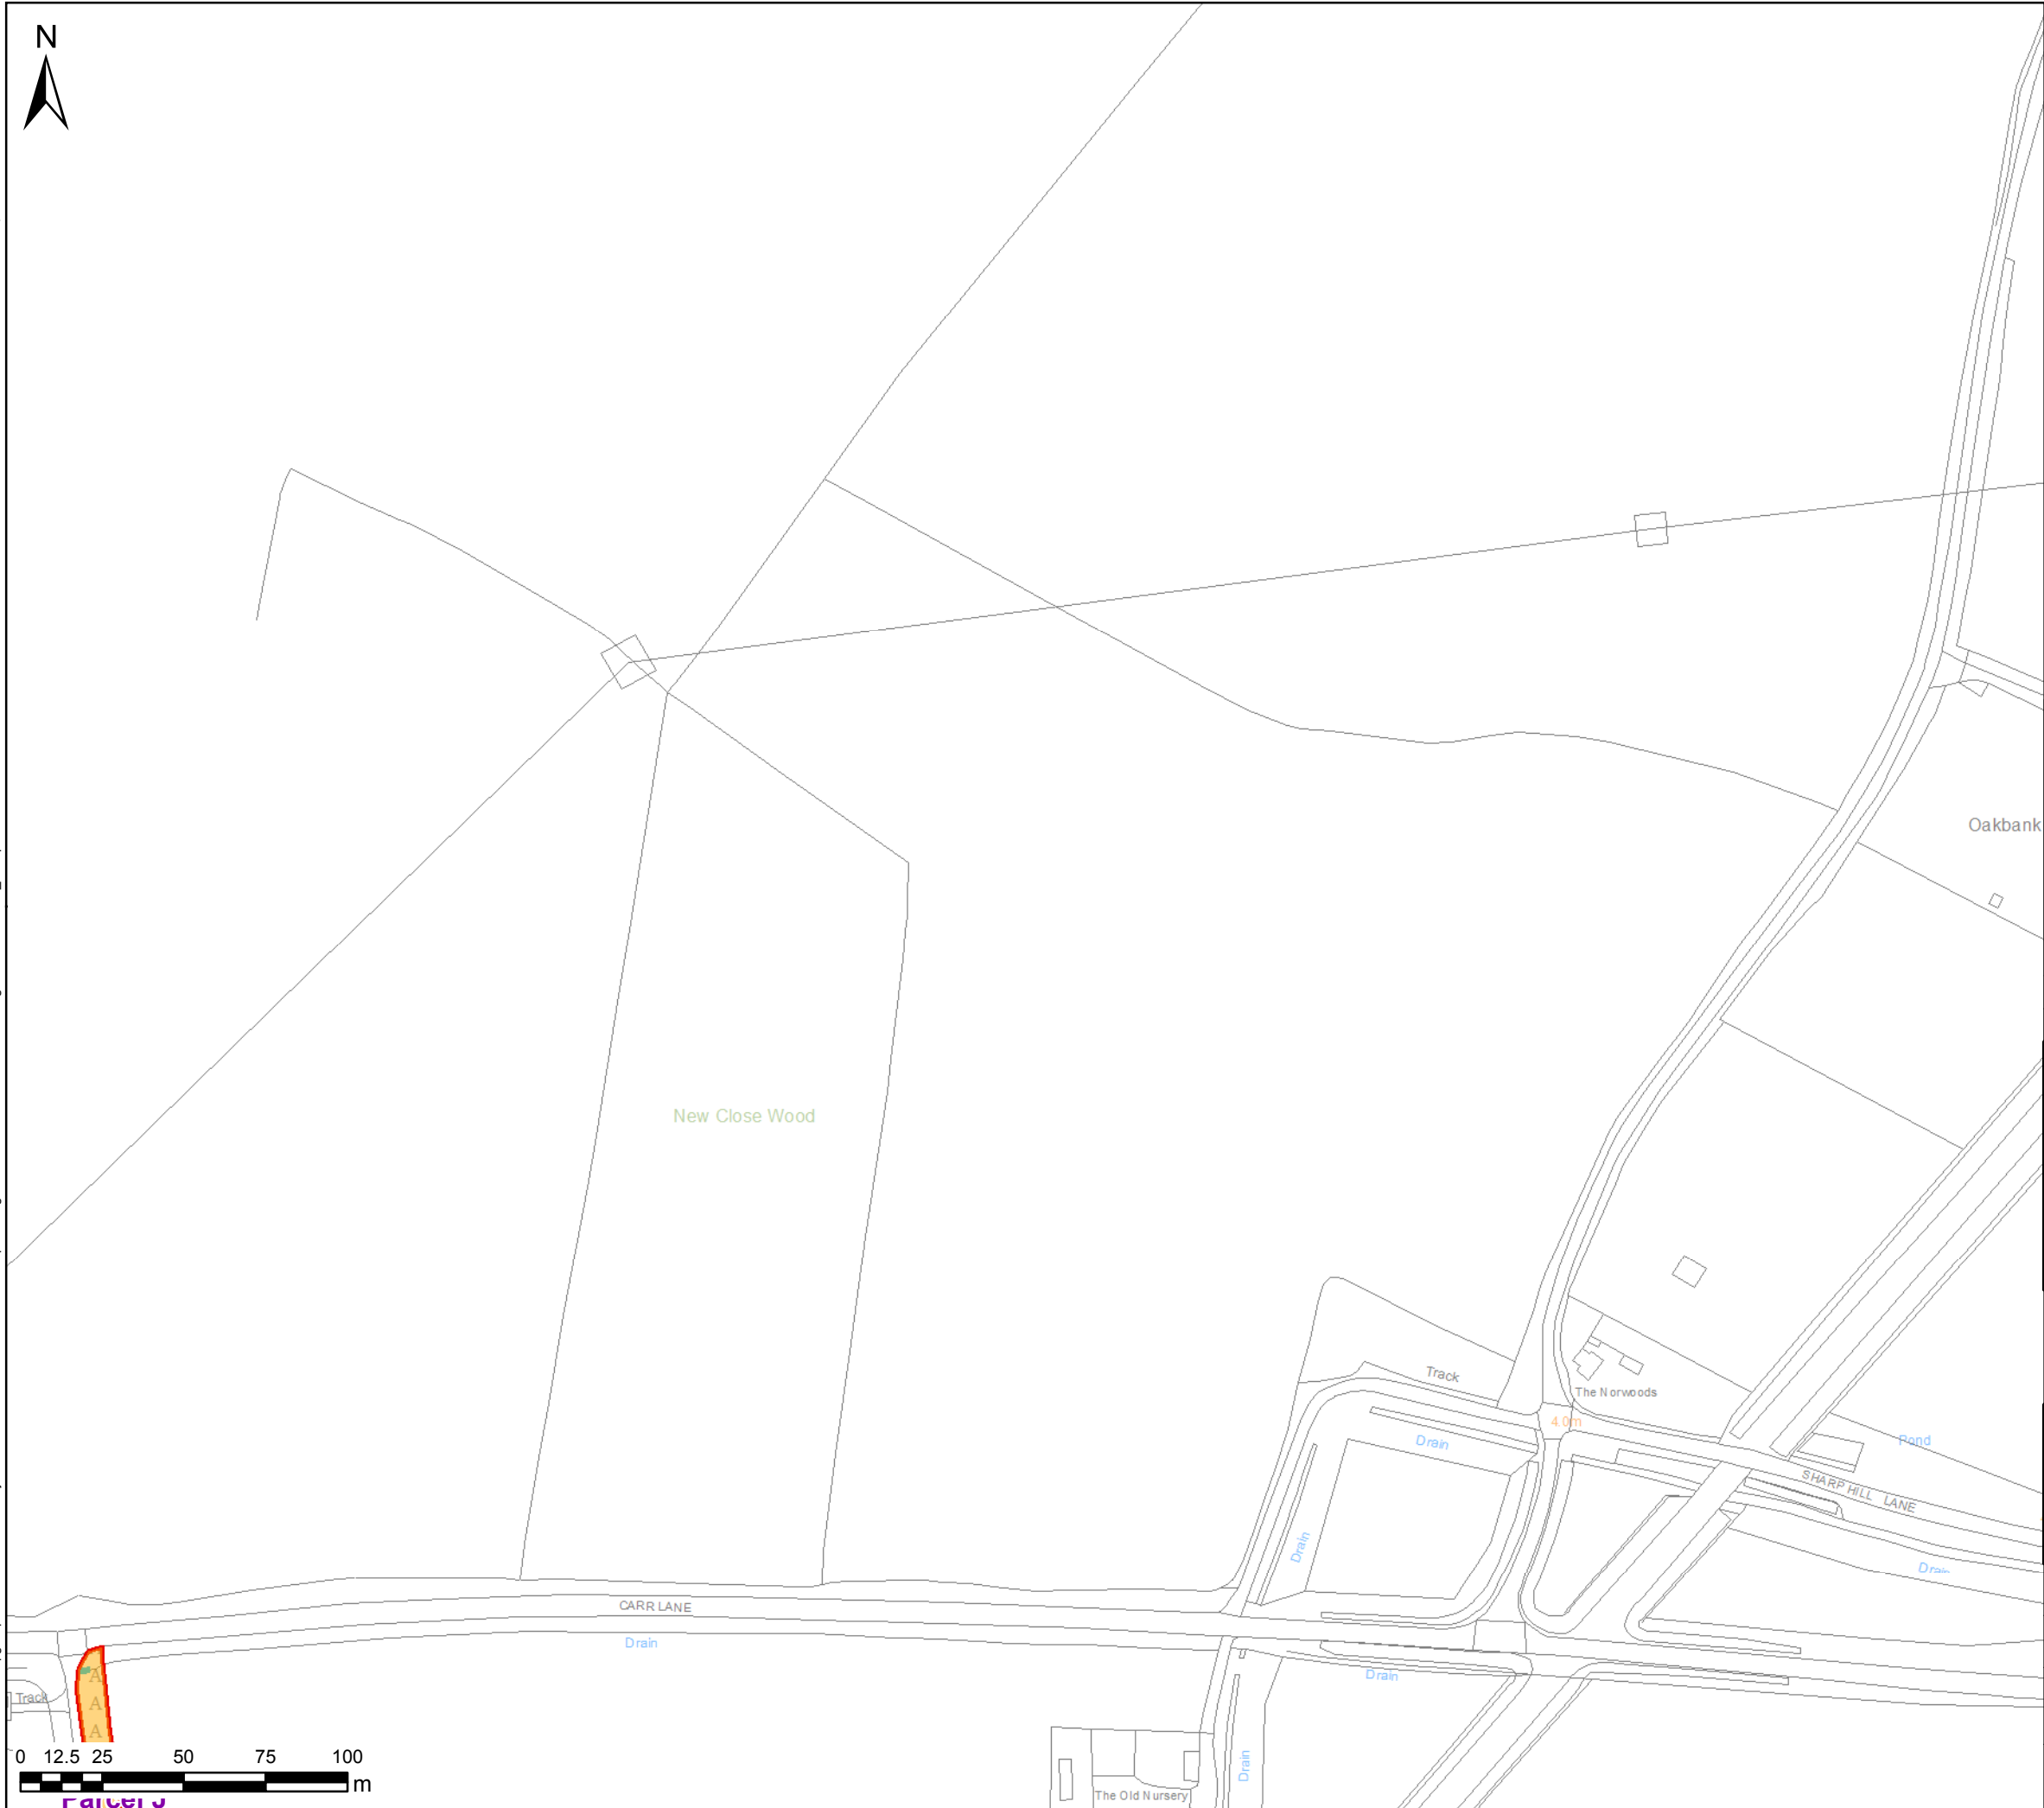 N
Oakbank
New Close Wood
Track
The Norwoods
4.0m
Drain
Pond
SHARP HILL LANE
Drain
Drain
CARR LANE
Drain
Drain
A
Track
A
A
0 12.5 25 50 75 100
m
Drain
The Old Nursery